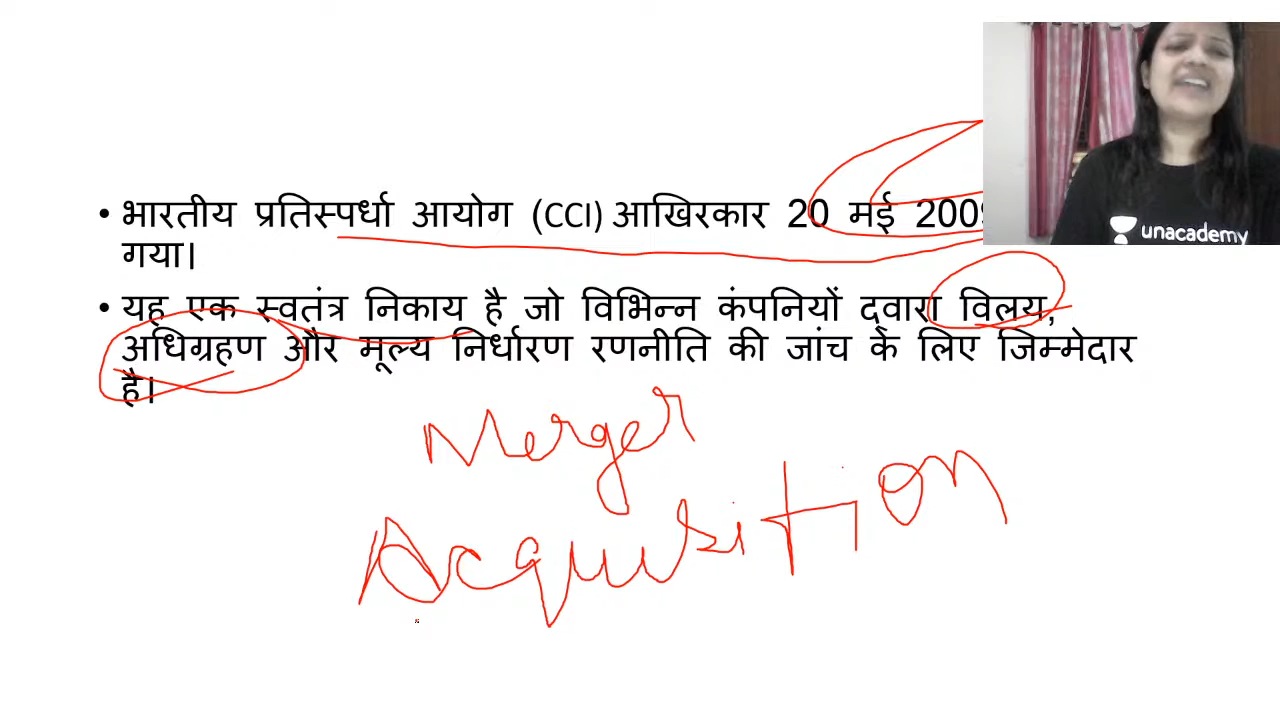 • भारतीय प्रतिस्पर्धा आयोग (CCI) आखिरकार 20 मई 2009
गया।
• यह एक स्वतंत्र निकाय है जो विभिन्न कंपनियों द्वारा विलय,
अधिग्रहण और मूल्य निर्धारण रणनीति की जांच के लिए जिम्मेदार
है।
Merger
Acquisition
unacademy